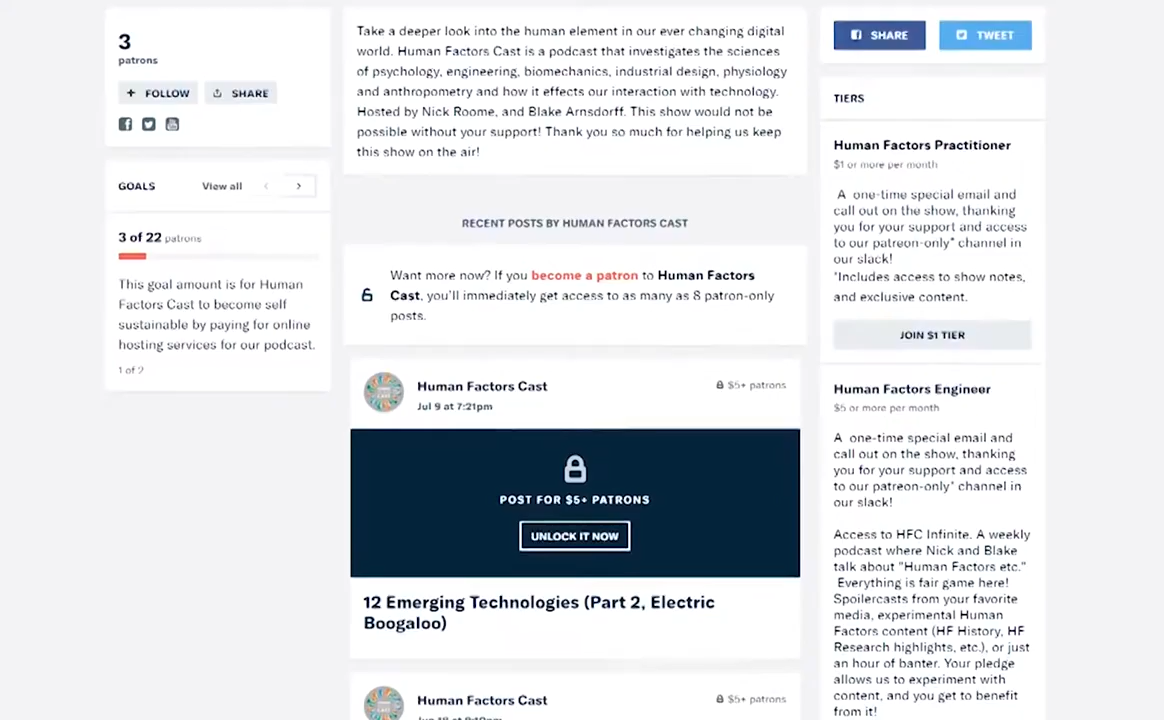 3
patrons
FOLLOW
SHARE
GOALS
View all
3 of 22 patrons
This goal amount is for Human
Factors Cast to become self
sustainable by paying for online
hosting services for our podcast.
1 of 2
Take a deeper look into the human element in our ever changing digital
world. Human Factors Cast is a podcast that investigates the sciences
of psychology, engineering, biomechanics, industrial design, physiology
and anthropometry and how it effects our interaction with technology.
Hosted by Nick Roome, and Blake Arnsdorff. This show would not be
possible without your support! Thank you so much for helping us keep
this show on the air!
RECENT POSTS BY HUMAN FACTORS CAST
Want more now? If you become a patron to Human Factors
Cast, you'll immediately get access to as many as 8 patron-only
posts.
Human Factors Cast
$5+ patrons
Jul 9 at 7:21pm
POST FOR $5+ PATRONS
UNLOCK IT NOW
12 Emerging Technologies (Part 2, Electric
Boogaloo)
Human Factors Cast
$5+ patrons
SHARE
TWEET
TIERS
Human Factors Practitioner
$1 or more per month
A one-time special email and
call out on the show, thanking
you for your support and access
to our patreon-only* channel in
our slack!
*Includes access to show notes,
and exclusive content.
JOIN $1 TIER
Human Factors Engineer
$5 or more per month
A one-time special email and
call out on the show, thanking
you for your support and access
to our patreon-only* channel in
our slack!
Access to HFC Infinite. A weekly
podcast where Nick and Blake
talk about "Human Factors etc."
Everything is fair game here!
Spoilercasts from your favorite
media, experimental Human
Factors content (HF History, HF
Research highlights, etc.), or just
an hour of banter. Your pledge
allows us to experiment with
content, and you get to benefit
from it!